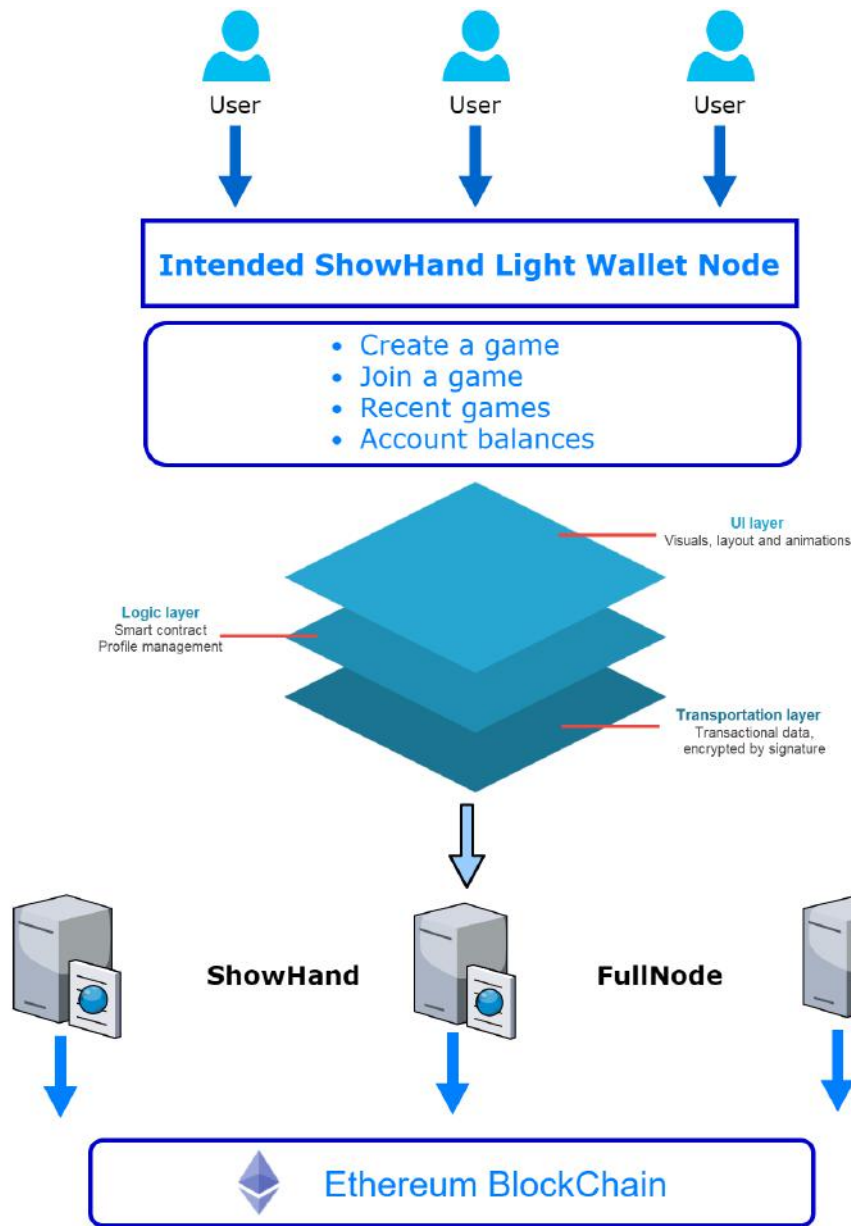 User
User
User
Intended ShowHand Light Wallet Node
• Create a game
• Join a game
• Recent games
• Account balances
UI layer
Visuals, layout and animations
Logic layer
Smart contract
Profile management
Transportation layer
Transactional data,
encrypted by signature
ShowHand
FullNode
Ethereum BlockChain